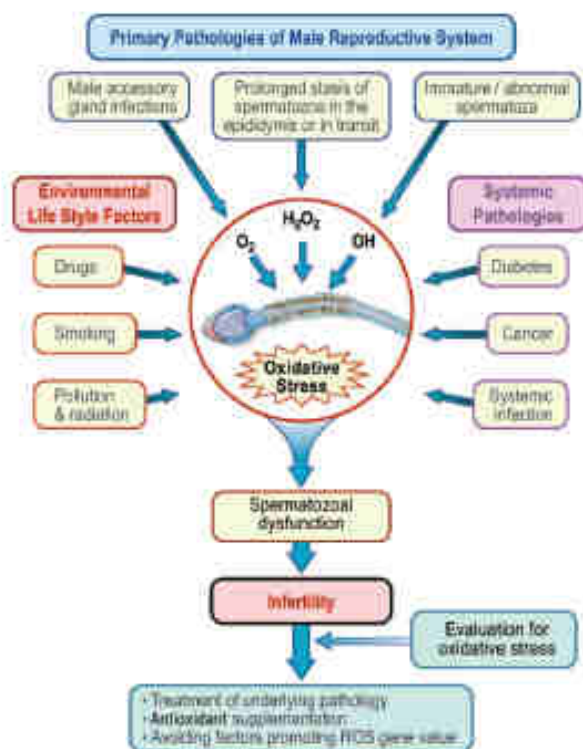 Primary Pathologies of Male Reproductive System
Male accessory
gland infections
Prolonged stasis of
spermatozoa in the
epididymis or in transit
Immature / abnormal
spermatoza
Environmental
Life Style Factors
Systemic
Pathologies
H₂O₂
O₂
OH
Drugs
Diabetes
Smoking
Cancer
Oxidative
Stress
Pollution
& radiation
Systemic
infection
Spermatozoal
dysfunction
Infertility
Evaluation for
oxidative stress
• Treatment of underlying pathology
• Antioxidant supplementation
• Avoiding factors promoting ROS gene value